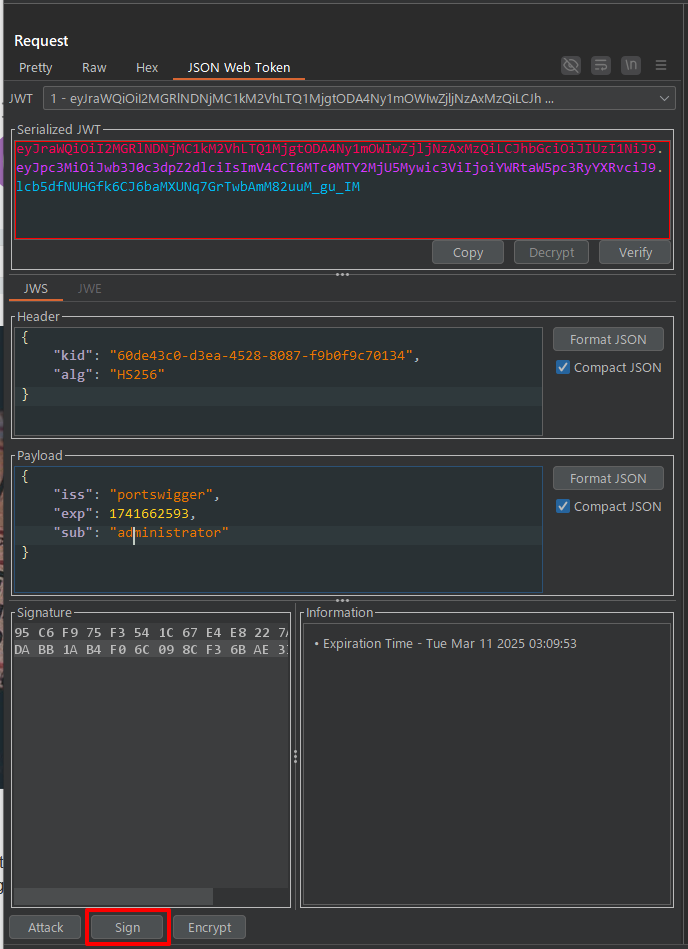 Request
Pretty Raw Hex JSON Web Token
JWT 1 - eyJraWQiOiI2MGRlNDNjMC1kM2VhLTQ1MjgtODA4Ny1mOWIwZjljNzAxMzQiLCJh ...
Serialized JWT
eyJraWQiOiI2MGRlNDNjMC1kM2VhLTQ1MjgtODA4Ny1mOWIwZjljNzAxMzQiLCJhbGciOiJIUzI1NiJ9.
eyJpc3MiOiJwb3J0c3dpZ2dlciIsImV4cCI6MTc0MTY2MjU5Mywic3ViIjoiYWRtaW5pc3RyYXRvciJ9.
lcb5dfNUHGfk6CJ6baMXUNq7GrTwbAmM82uuM_gu_IM
Copy Decrypt Verify
JWS JWE
Header
{
"kid": "60de43c0-d3ea-4528-8087-f9b0f9c70134",
"alg": "HS256"
}
Format JSON
Compact JSON
Payload
{
"iss": "portswigger",
"exp": 1741662593,
"sub": "administrator"
}
Format JSON
Compact JSON
Signature
95 C6 F9 75 F3 54 1C 67 E4 E8 22 7A
DA BB 1A B4 F0 6C 09 8C F3 6B AE
Information
• Expiration Time - Tue Mar 11 2025 03:09:53
Attack Sign Encrypt